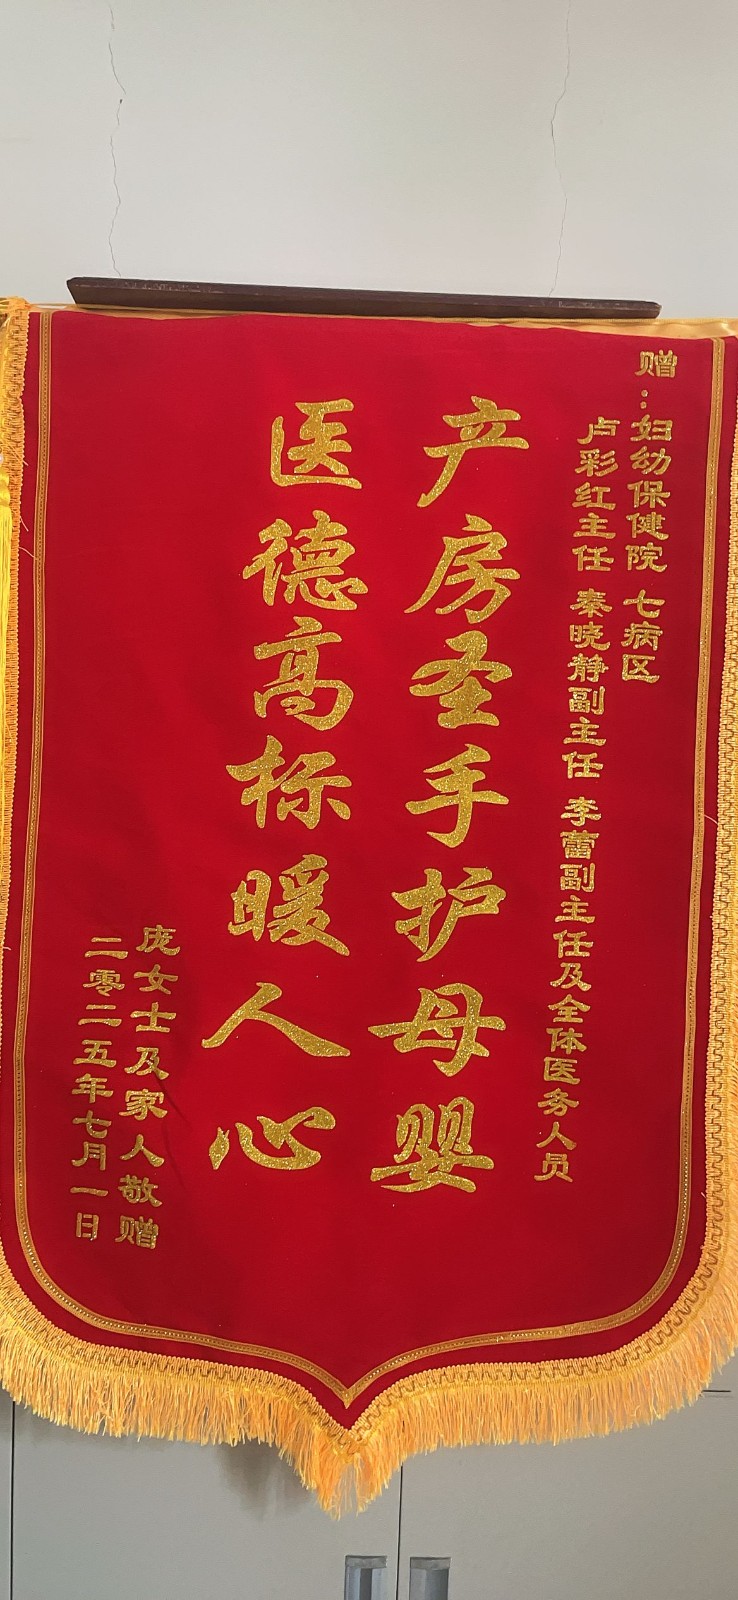 赠：妇幼保健院 七病区
卢彩红主任 秦晓静副主任 李蕾副主任及全体医务人员
产房圣手护母婴
医德高标暖人心
庞女士及家人敬赠
二零二五年七月一日